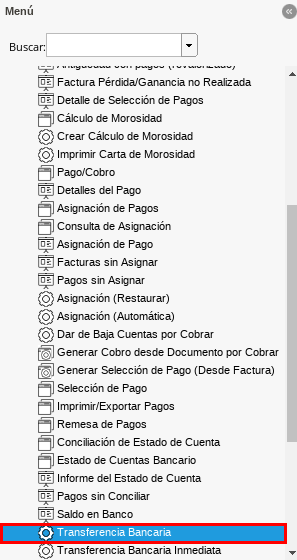 Menú
Buscar:
Antigüedad con pagos (revalorizado)
Factura Pérdida/Ganancia no Realizada
Detalle de Selección de Pagos
Cálculo de Morosidad
Crear Cálculo de Morosidad
Imprimir Carta de Morosidad
Pago/Cobro
Detalles del Pago
Asignación de Pagos
Consulta de Asignación
Asignación de Pago
Facturas sin Asignar
Pagos sin Asignar
Asignación (Restaurar)
Asignación (Automática)
Dar de Baja Cuentas por Cobrar
Generar Cobro desde Documento por Cobrar
Generar Selección de Pago (Desde Factura)
Selección de Pago
Imprimir/Exportar Pagos
Remesa de Pagos
Conciliación de Estado de Cuenta
Estado de Cuentas Bancario
Informe del Estado de Cuenta
Pagos sin Conciliar
Saldo en Banco
Transferencia Bancaria
Transferencia Bancaria Inmediata